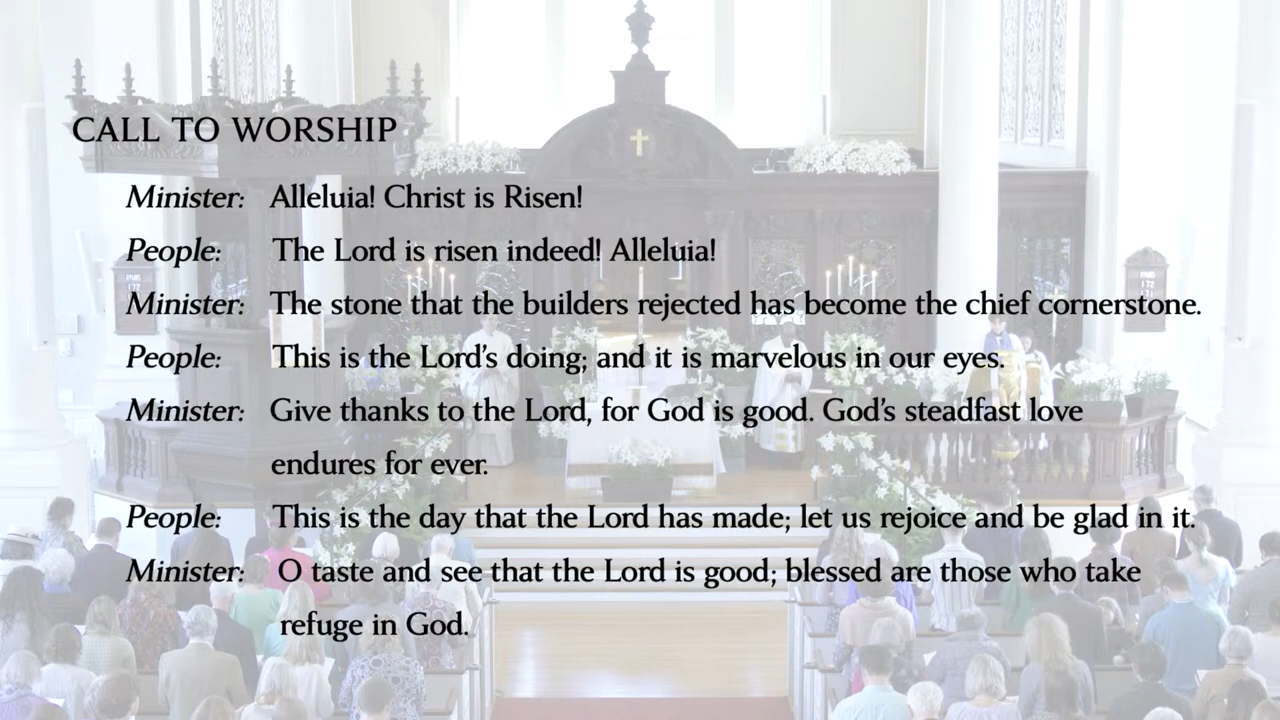 CALL TO WORSHIP
Minister: Alleluia! Christ is Risen!
People: The Lord is risen indeed! Alleluia!
Minister: The stone that the builders rejected has become the chief cornerstone.
People: This is the Lord’s doing; and it is marvelous in our eyes.
Minister: Give thanks to the Lord, for God is good. God’s steadfast love
endures for ever.
People: This is the day that the Lord has made; let us rejoice and be glad in it.
Minister: O taste and see that the Lord is good; blessed are those who take
refuge in God.